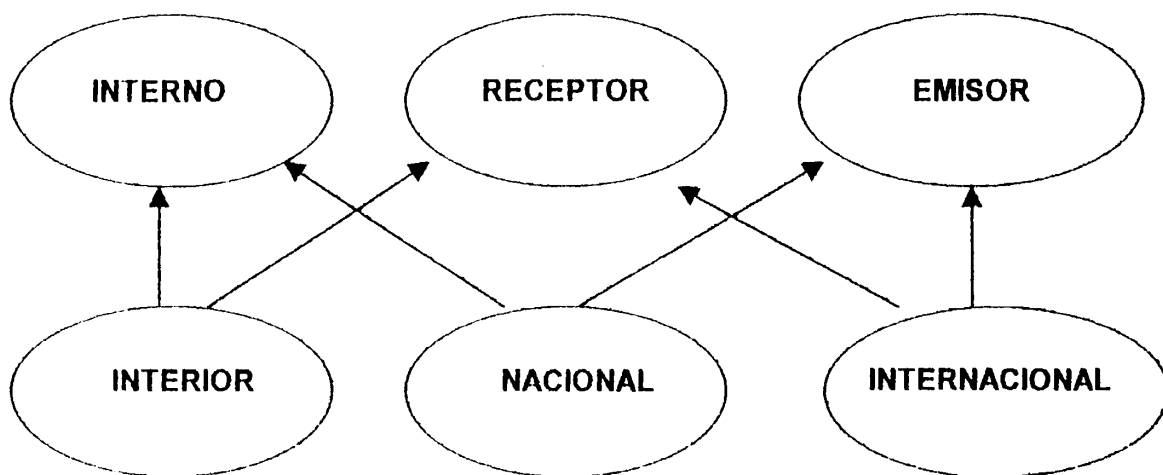 INTERNO
RECEPTOR
EMISOR
INTERIOR
NACIONAL
INTERNACIONAL